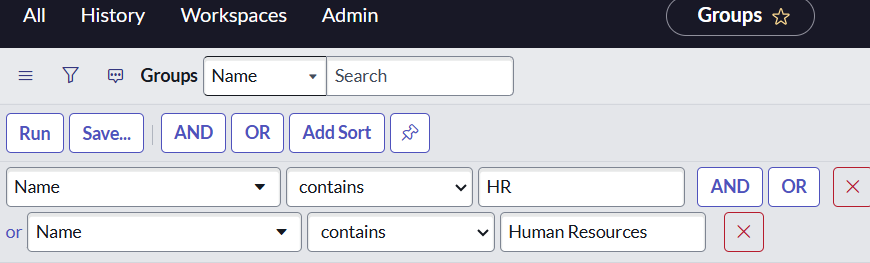 All History Workspaces Admin Groups
Groups Name Search
Run Save... AND OR Add Sort
Name contains HR AND OR
or Name contains Human Resources